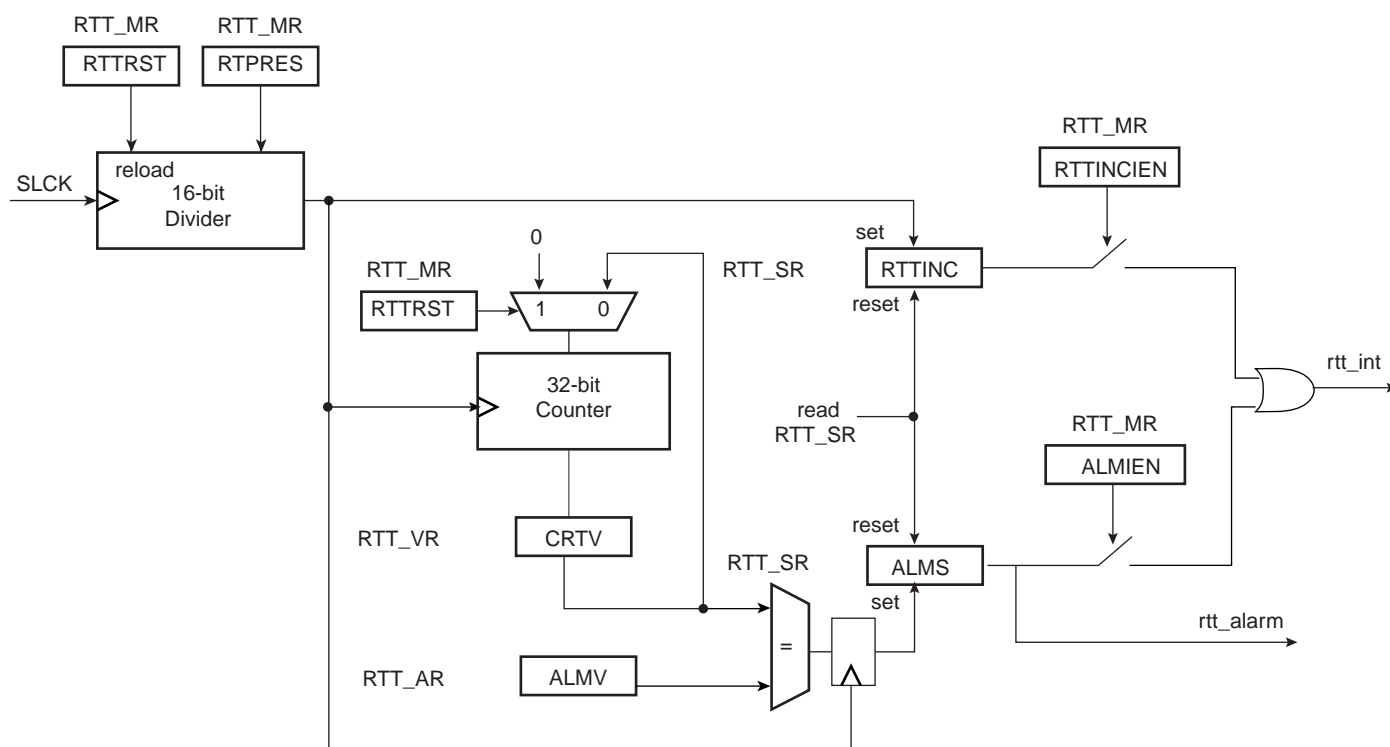 RTT_MR
RTT_MR
RTTRST
RTPRES
reload
SLCK
16-bit
Divider
RTT_MR
RTTINCIEN
0
set
RTT_MR
RTT_SR
RTTINC
RTTRST
1
0
reset
32-bit
Counter
rtt_int
read
RTT_SR
RTT_MR
ALMIEN
reset
RTT_VR
CRTV
RTT_SR
ALMS
set
rtt_alarm
=
RTT_AR
ALMV